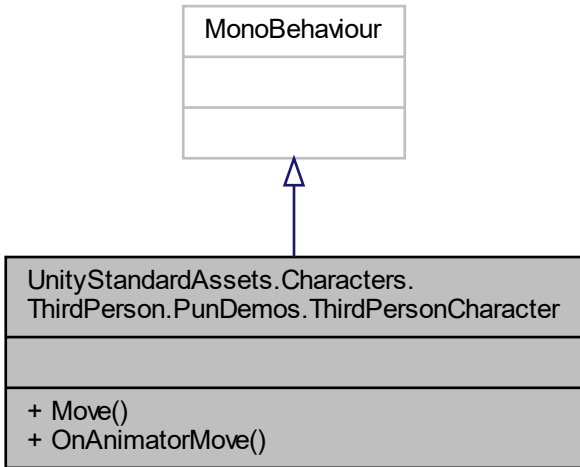 MonoBehaviour
UnityStandardAssets.Characters.
ThirdPerson.PunDemos.ThirdPersonCharacter
+ Move()
+ OnAnimatorMove()